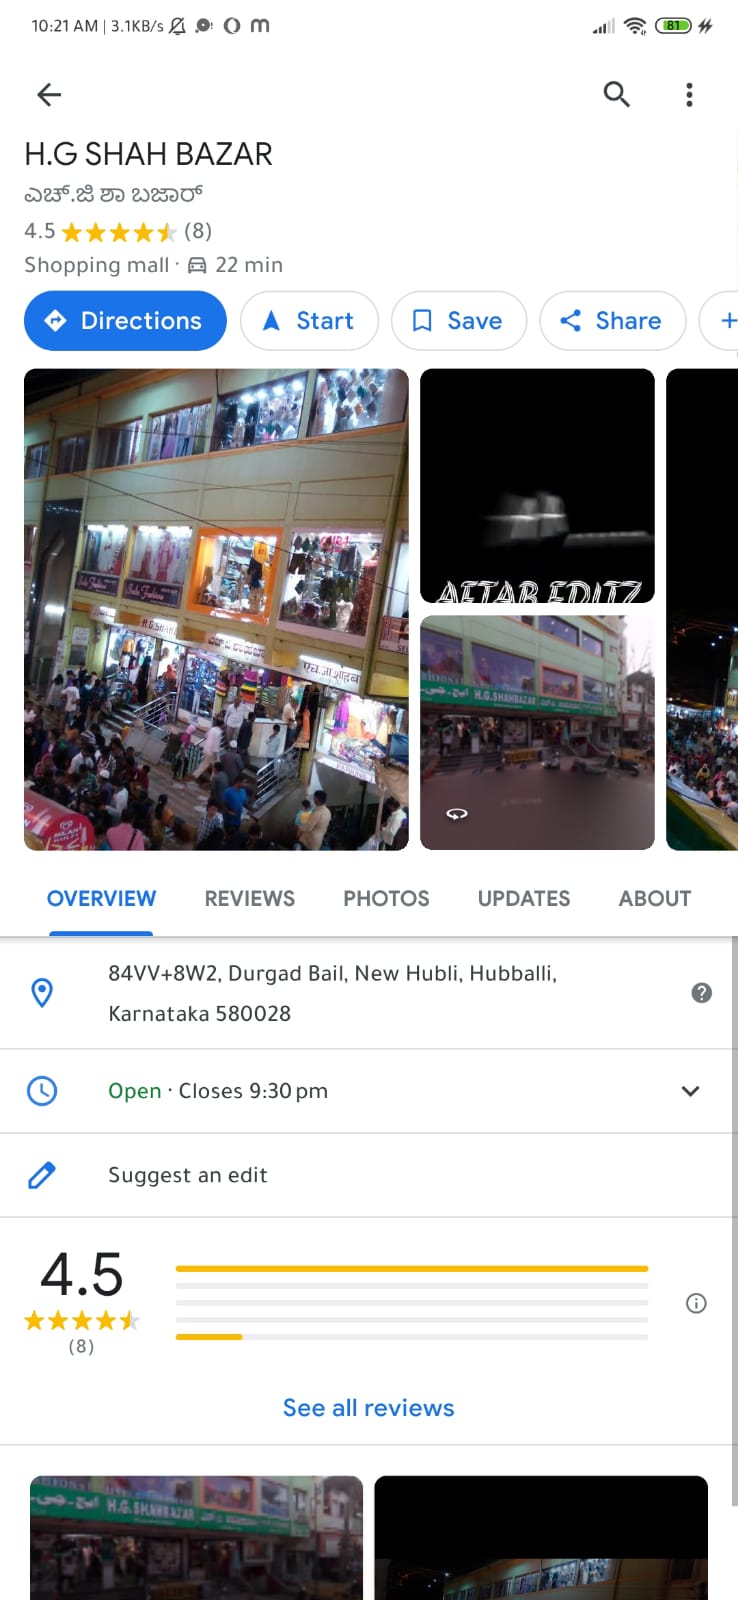 10:21 AM | 3.1KB/s
81
H.G SHAH BAZAR
ಎಚ್.ಜಿ ಶಾ ಬಜಾರ್
4.5 (8)
Shopping mall · 22 min
Directions
Start
Save
Share
H.G.SHAH
AFTAB EDITZ
H.G.SHAHBAZAR
OVERVIEW
REVIEWS
PHOTOS
UPDATES
ABOUT
84VV+8W2, Durgad Bail, New Hubli, Hubballi,
Karnataka 580028
Open · Closes 9:30 pm
Suggest an edit
4.5
(8)
See all reviews
H.G.SHAHBAZAR